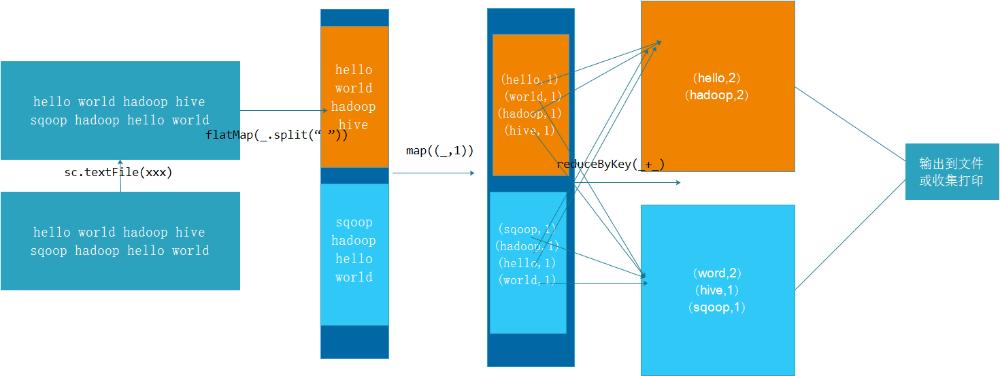 hello world hadoop hive
sqoop hadoop hello world
sc.textFile(xxx)
hello world hadoop hive
sqoop hadoop hello world
flatMap(_.split(“ ”))
hello
world
hadoop
hive
sqoop
hadoop
hello
world
map((_,1))
(hello,1)
(world,1)
(hadoop,1)
(hive,1)
(sqoop,1)
(hadoop,1)
(hello,1)
(world,1)
reduceByKey(_+_)
(hello,2)
(hadoop,2)
(word,2)
(hive,1)
(sqoop,1)
输出到文件
或收集打印